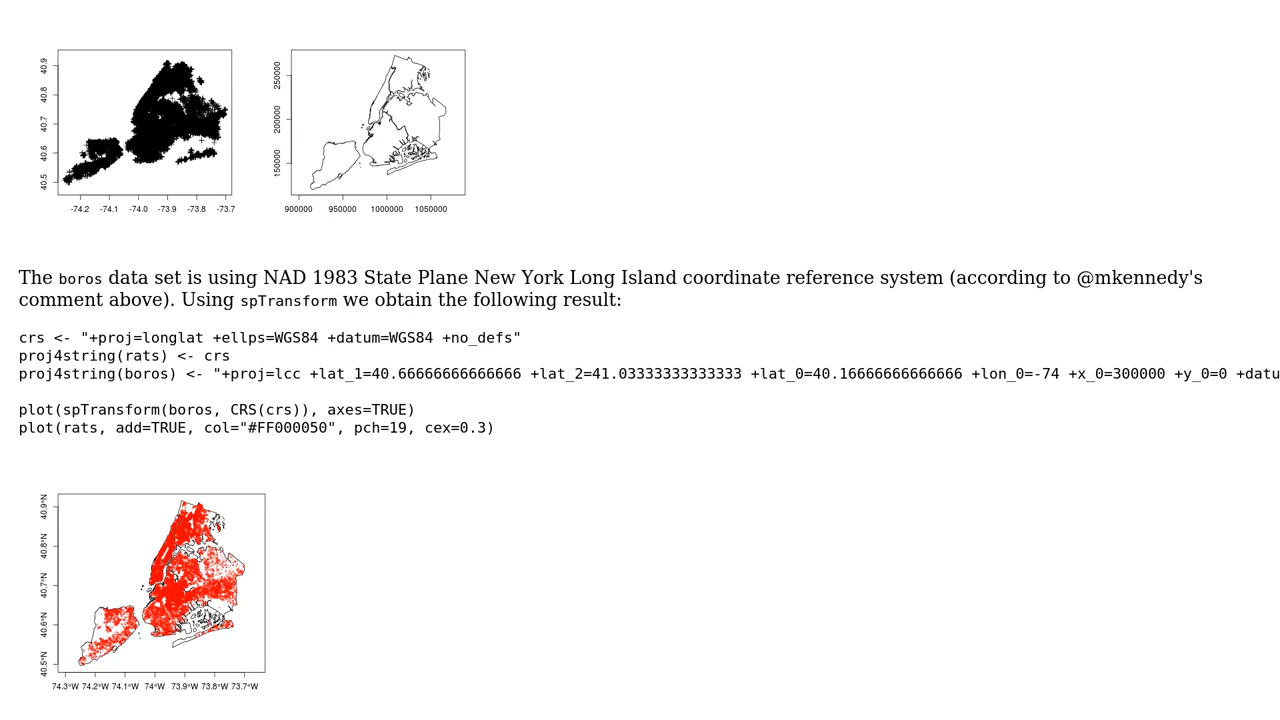 40.9
40.8
40.7
40.6
40.5
-74.2 -74.1 -74.0 -73.9 -73.8 -73.7
250000
200000
150000
900000 950000 1000000 1050000
The boros data set is using NAD 1983 State Plane New York Long Island coordinate reference system (according to @mkennedy's
comment above). Using spTransform we obtain the following result:
crs <- "+proj=longlat +ellps=WGS84 +datum=WGS84 +no_defs"
proj4string(rats) <- crs
proj4string(boros) <- "+proj=lcc +lat_1=40.66666666666666 +lat_2=41.03333333333333 +lat_0=40.16666666666666 +lon_0=-74 +x_0=300000 +y_0=0 +datu
plot(spTransform(boros, CRS(crs)), axes=TRUE)
plot(rats, add=TRUE, col="#FF000050", pch=19, cex=0.3)
40.9°N
40.8°N
40.7°N
40.6°N
40.5°N
74.3°W 74.2°W 74.1°W 74°W 73.9°W 73.8°W 73.7°W